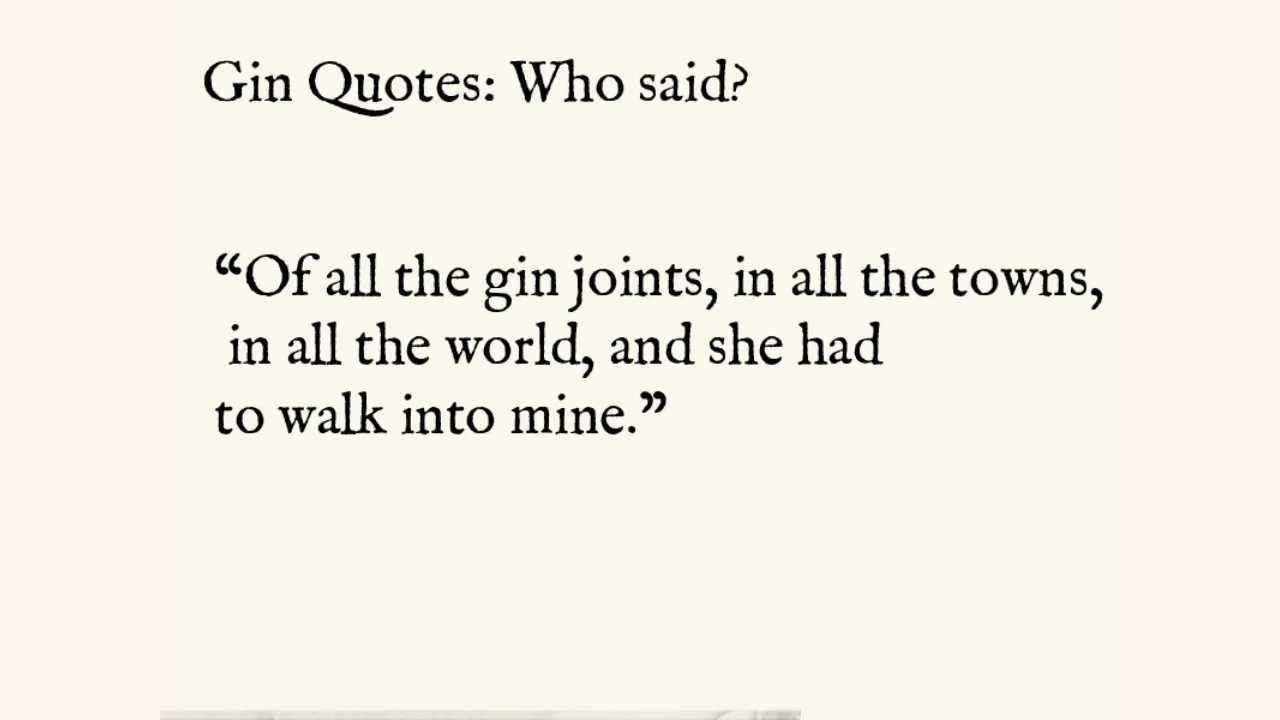 Gin Quotes: Who said?
“Of all the gin joints, in all the towns,
in all the world, and she had
to walk into mine.”